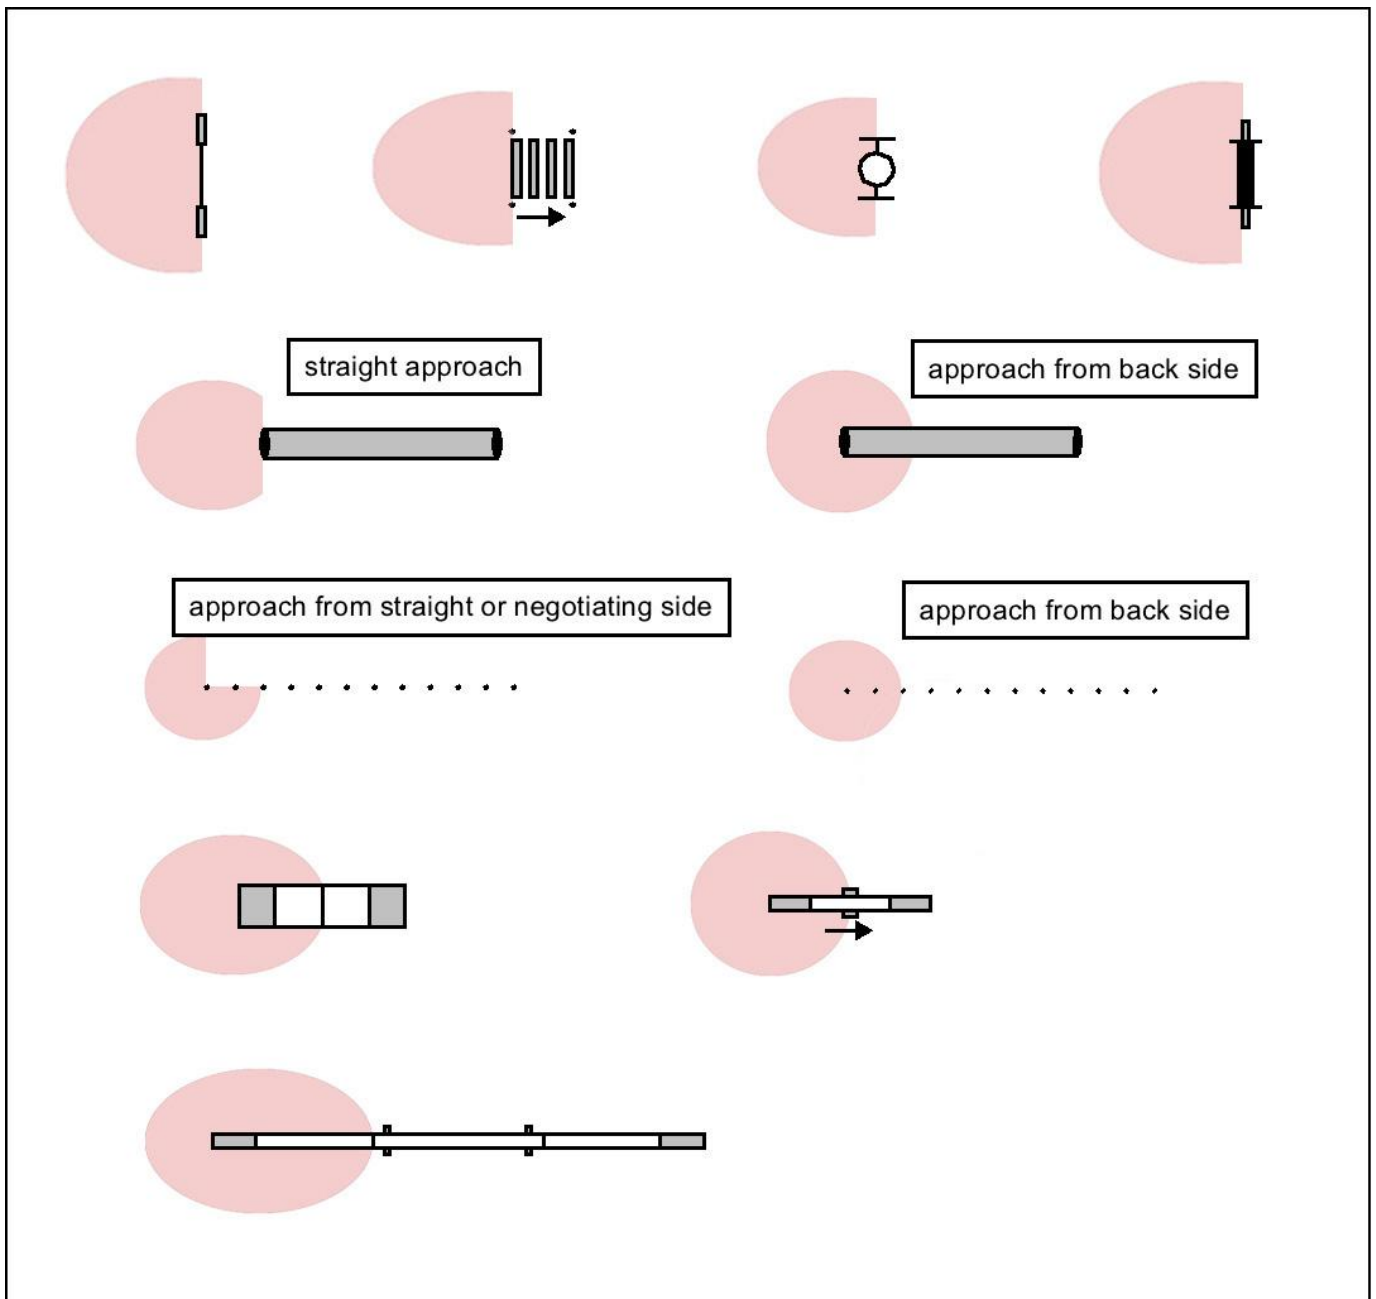 straight approach
approach from back side
approach from straight or negotiating side
approach from back side